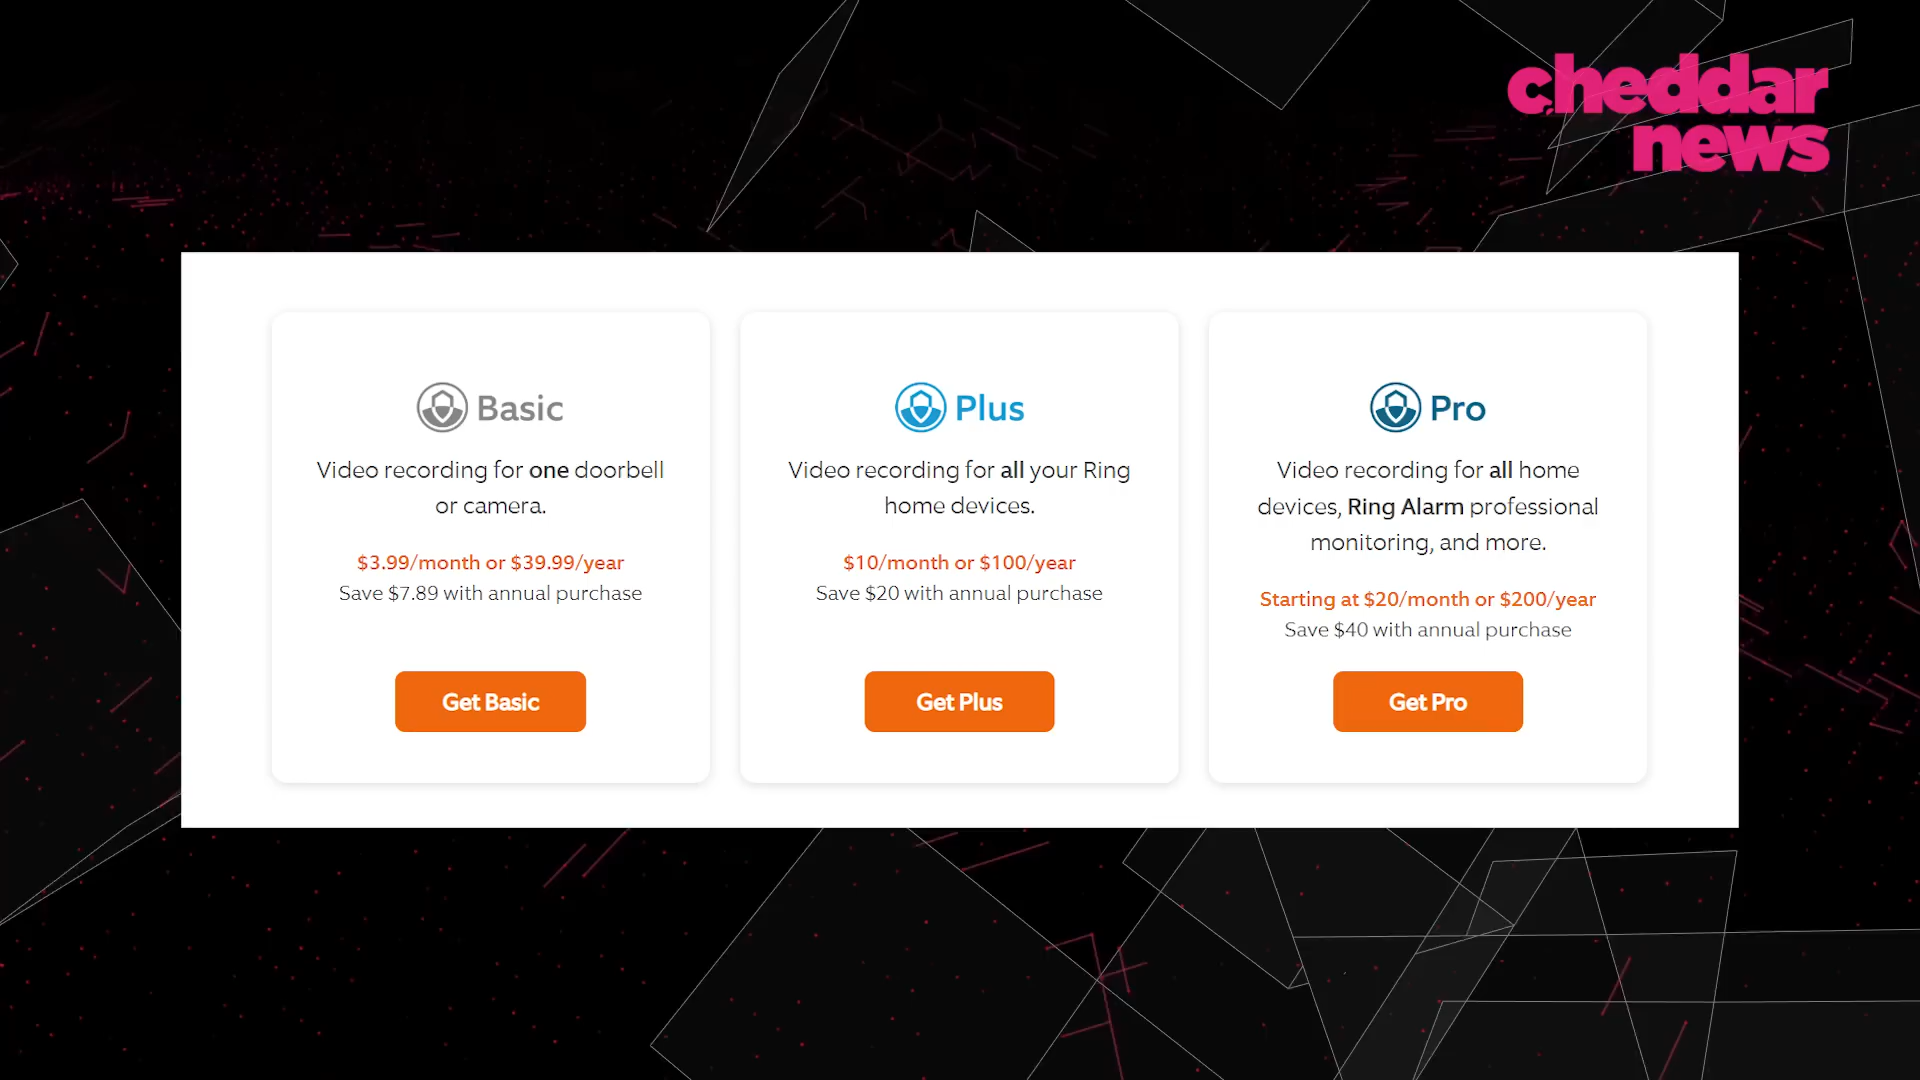 cheddar
news
Basic
Video recording for one doorbell
or camera.
$3.99/month or $39.99/year
Save $7.89 with annual purchase
Get Basic
Plus
Video recording for all your Ring
home devices.
$10/month or $100/year
Save $20 with annual purchase
Get Plus
Pro
Video recording for all home
devices, Ring Alarm professional
monitoring, and more.
Starting at $20/month or $200/year
Save $40 with annual purchase
Get Pro